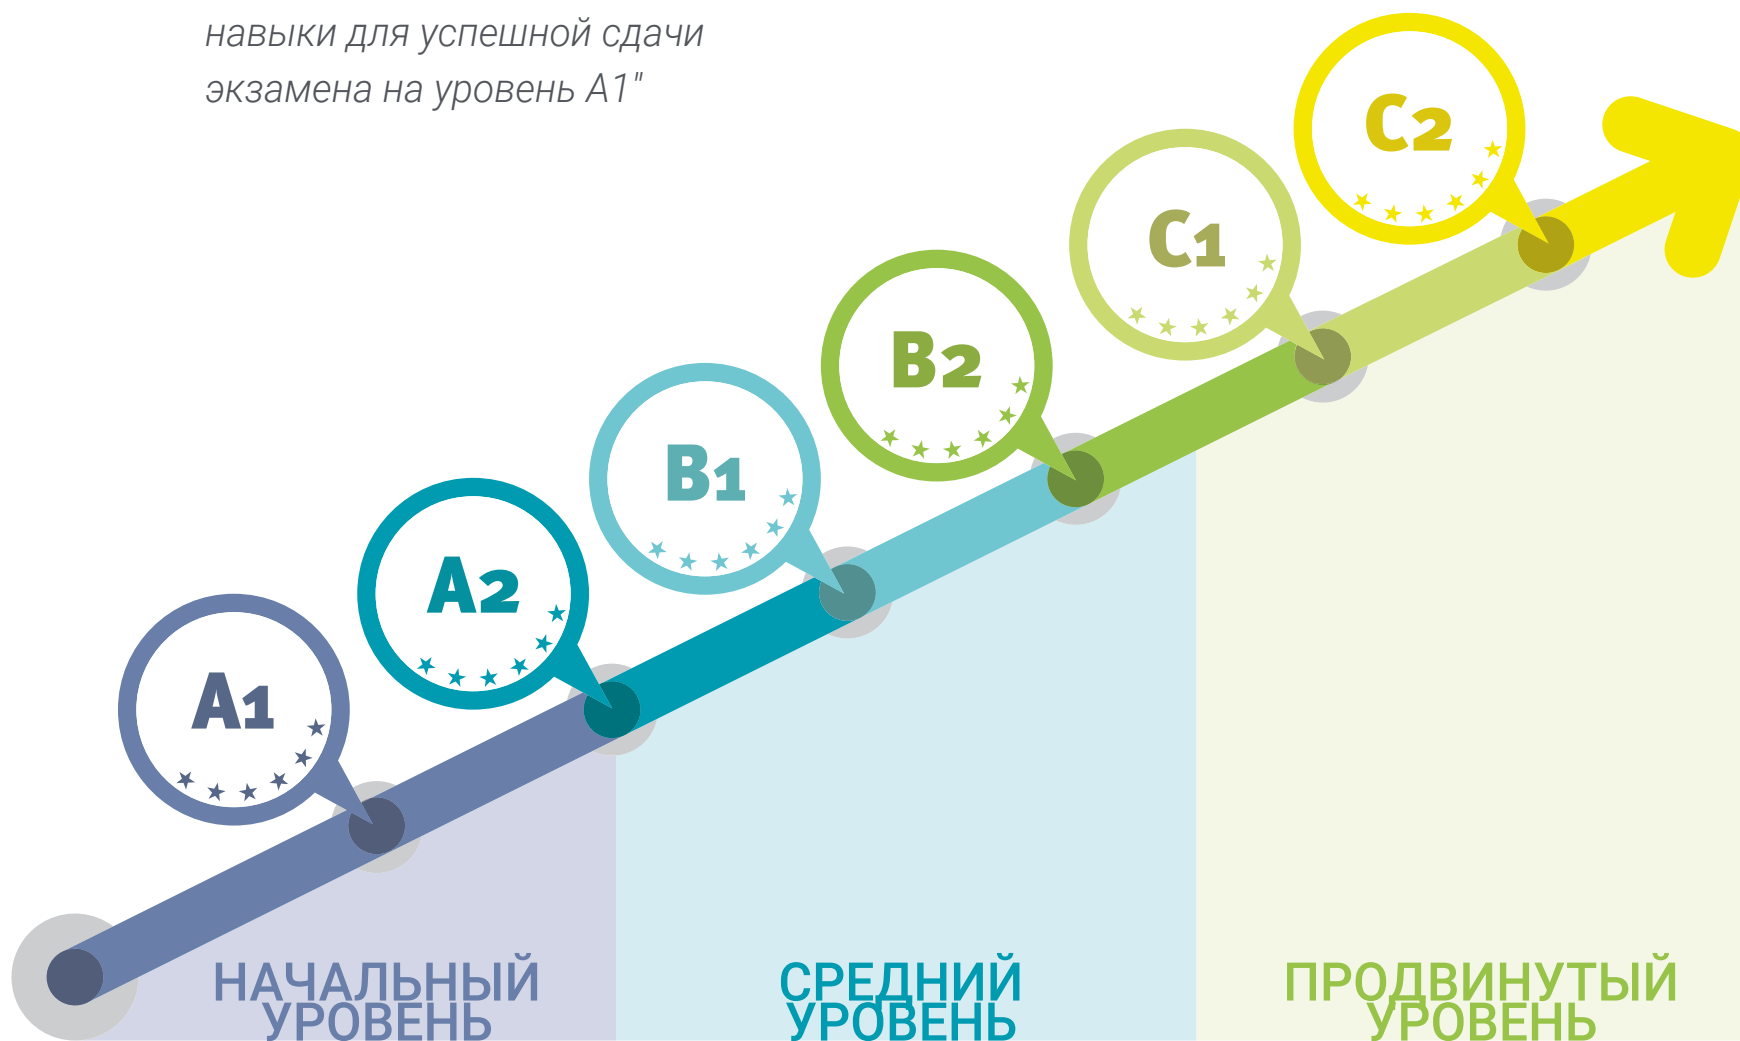 навыки для успешной сдачи
экзамена на уровень А1"
C2
C1
B2
B1
A2
A1
НАЧАЛЬНЫЙ
УРОВЕНЬ
СРЕДНИЙ
УРОВЕНЬ
ПРОДВИНУТЫЙ
УРОВЕНЬ